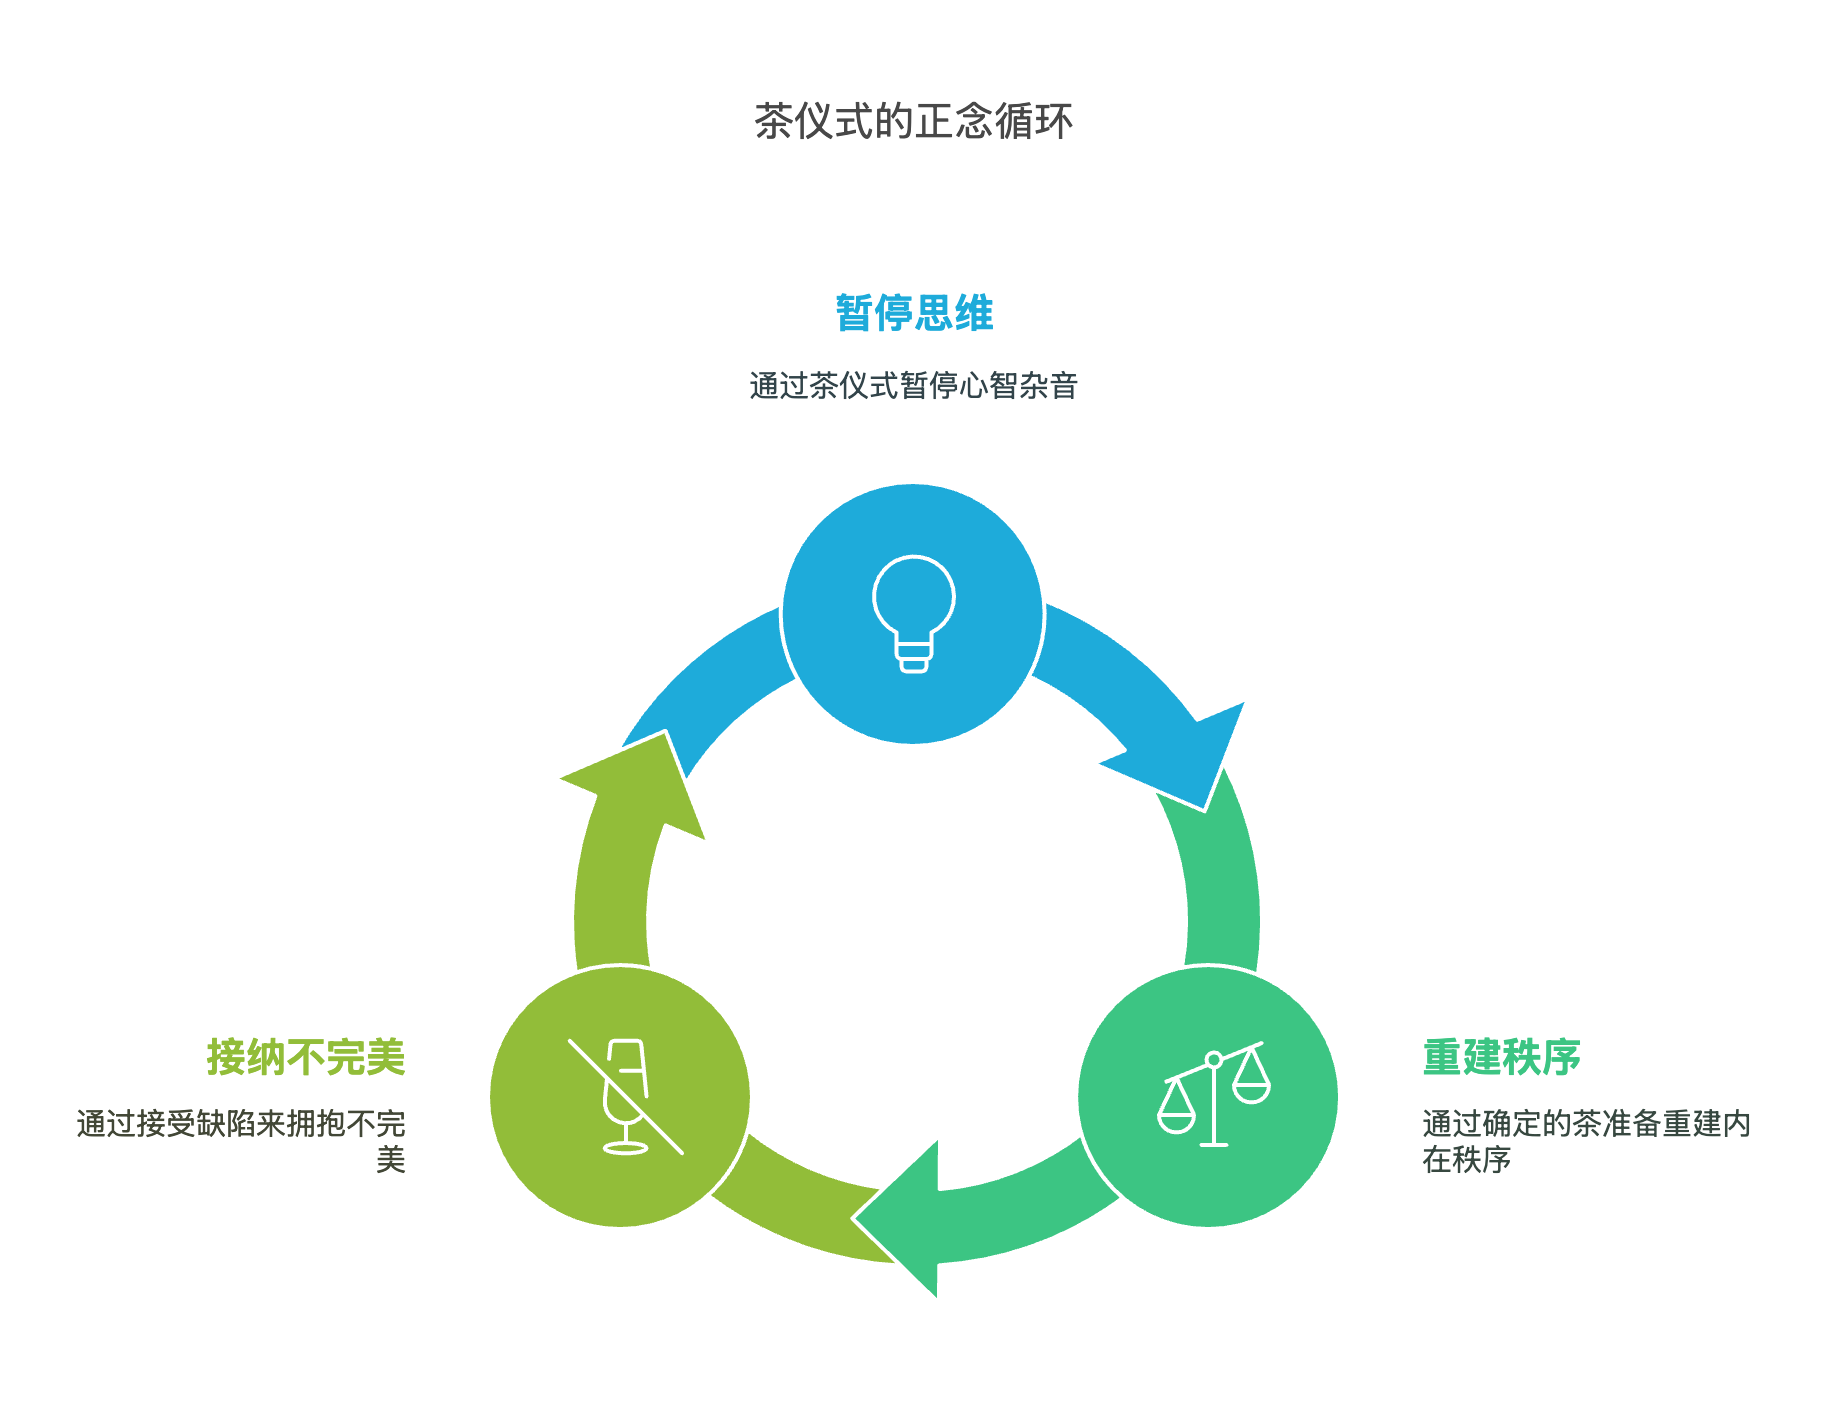 茶仪式的正念循环
暂停思维
通过茶仪式暂停心智杂音
接纳不完美
通过接受缺陷来拥抱不完
美
重建秩序
通过确定的茶准备重建内
在秩序